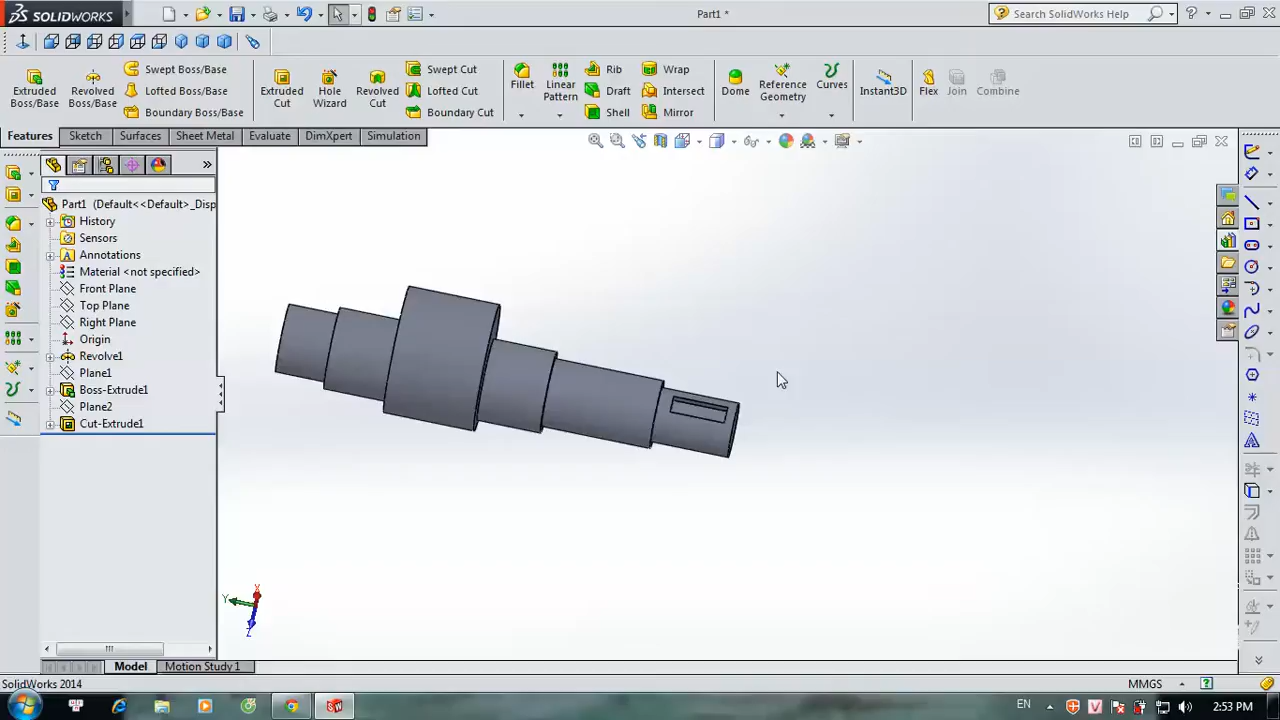 SOLIDWORKS
Part1 *
Search SolidWorks Help
Extruded Boss/Base
Revolved Boss/Base
Swept Boss/Base
Lofted Boss/Base
Boundary Boss/Base
Extruded Cut
Hole Wizard
Revolved Cut
Swept Cut
Lofted Cut
Boundary Cut
Fillet
Linear Pattern
Rib
Draft
Shell
Wrap
Intersect
Mirror
Dome
Reference Geometry
Curves
Instant3D
Flex
Join
Combine
Features
Sketch
Surfaces
Sheet Metal
Evaluate
DimXpert
Simulation
Part1 (Default<<Default>_Disp
History
Sensors
Annotations
Material <not specified>
Front Plane
Top Plane
Right Plane
Origin
Revolve1
Plane1
Boss-Extrude1
Plane2
Cut-Extrude1
X
Y
Z
Model
Motion Study 1
SolidWorks 2014
MMGS
EN
2:53 PM